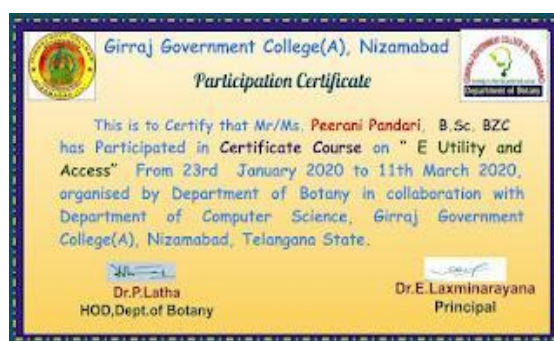 Girraj Government College(A), Nizamabad
Participation Certificate
This is to Certify that Mr/Ms. Peerani Pandari, B.Sc, BZC
has Participated in Certificate Course on " E Utility and
Access" From 23rd January 2020 to 11th March 2020,
organised by Department of Botany in collaboration with
Department of Computer Science, Girraj Government
College(A), Nizamabad, Telangana State.
Dr.P.Latha
HOD,Dept.of Botany
Dr.E.Laxminarayana
Principal
Department of Botany